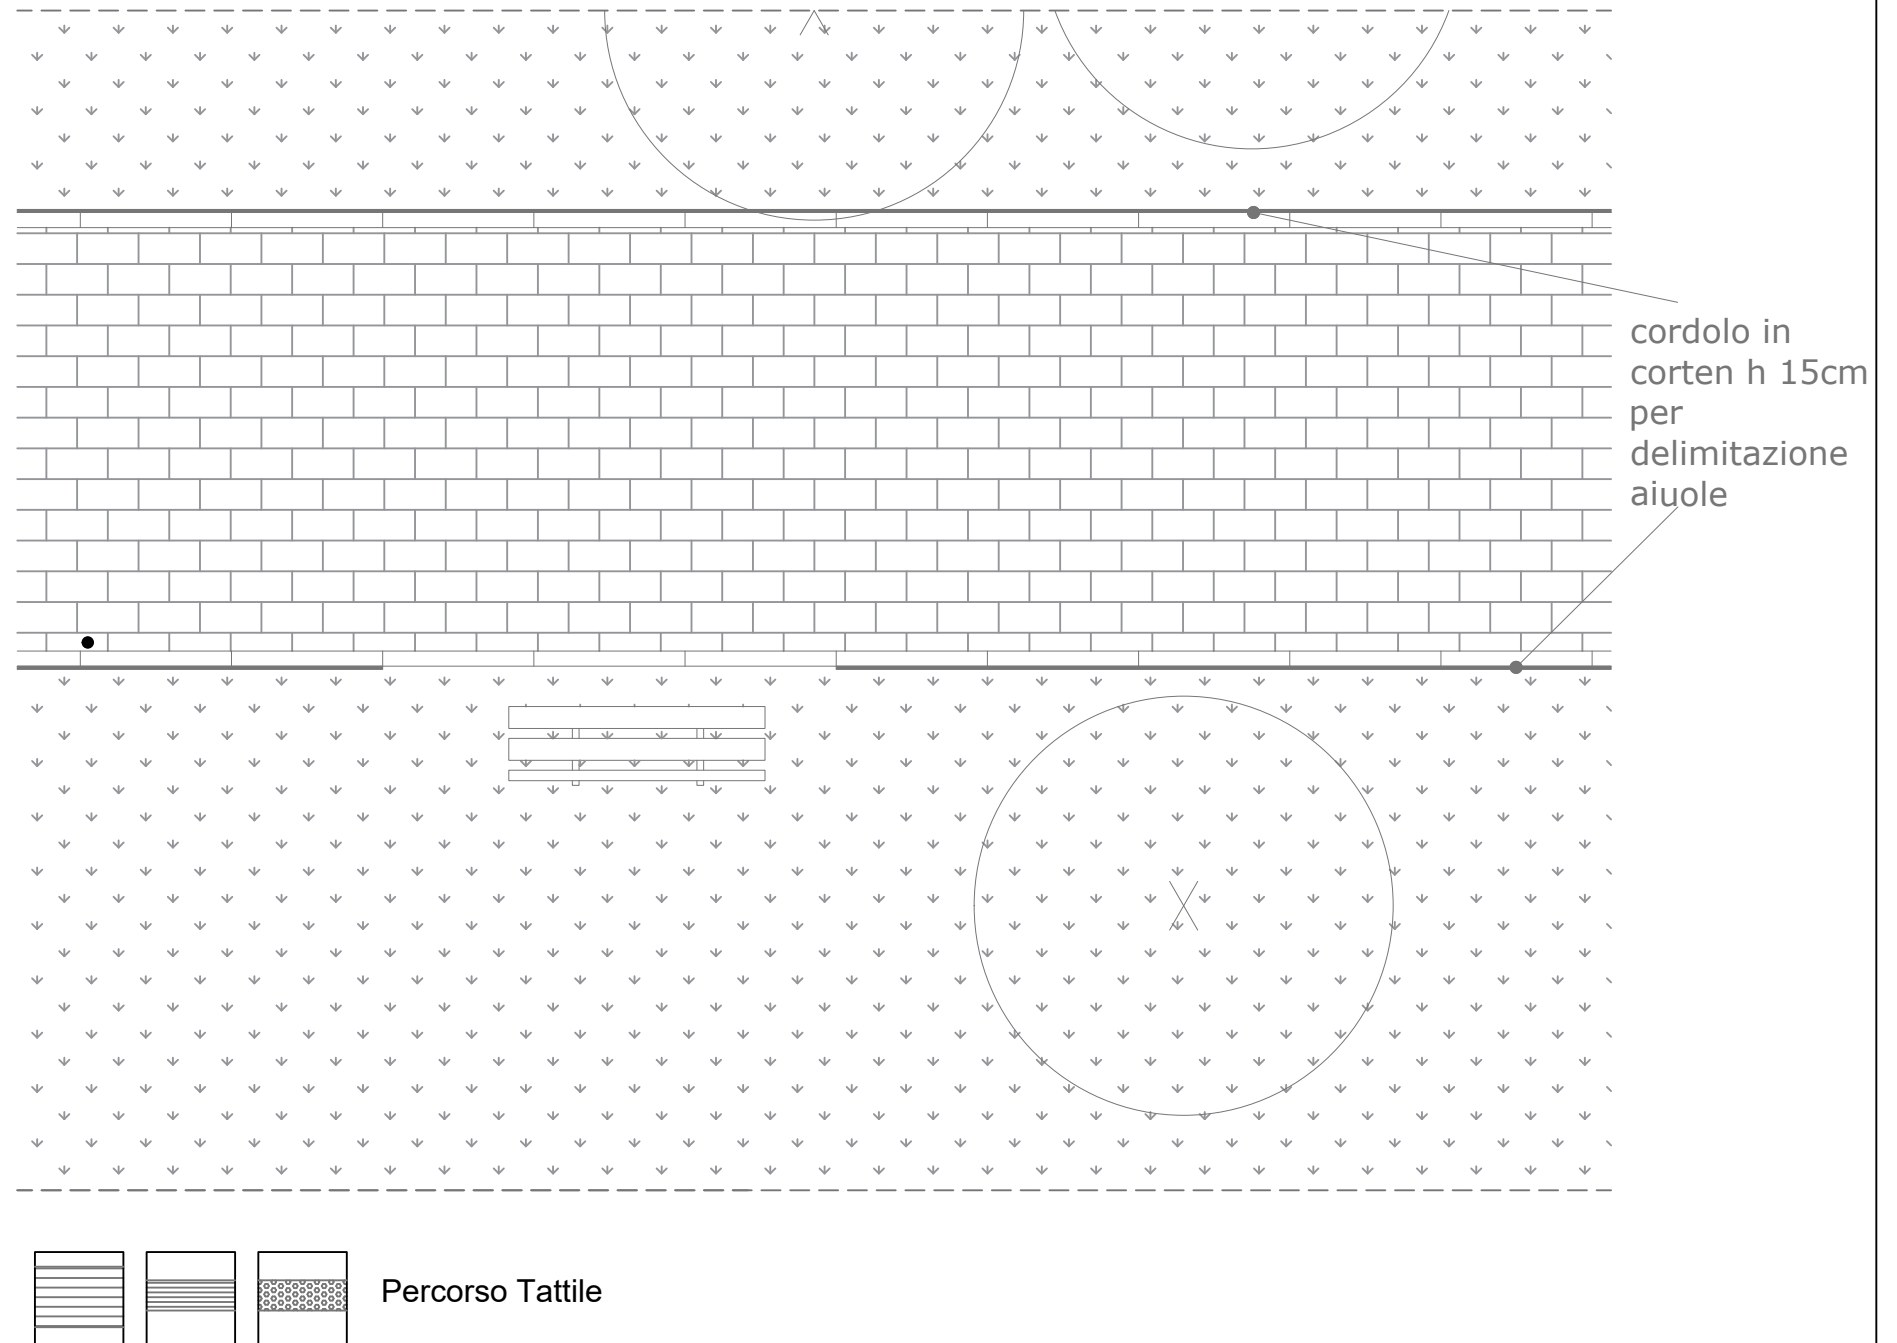 cordolo in
corten h 15cm
per
delimitazione
aiuole
Percorso Tattile